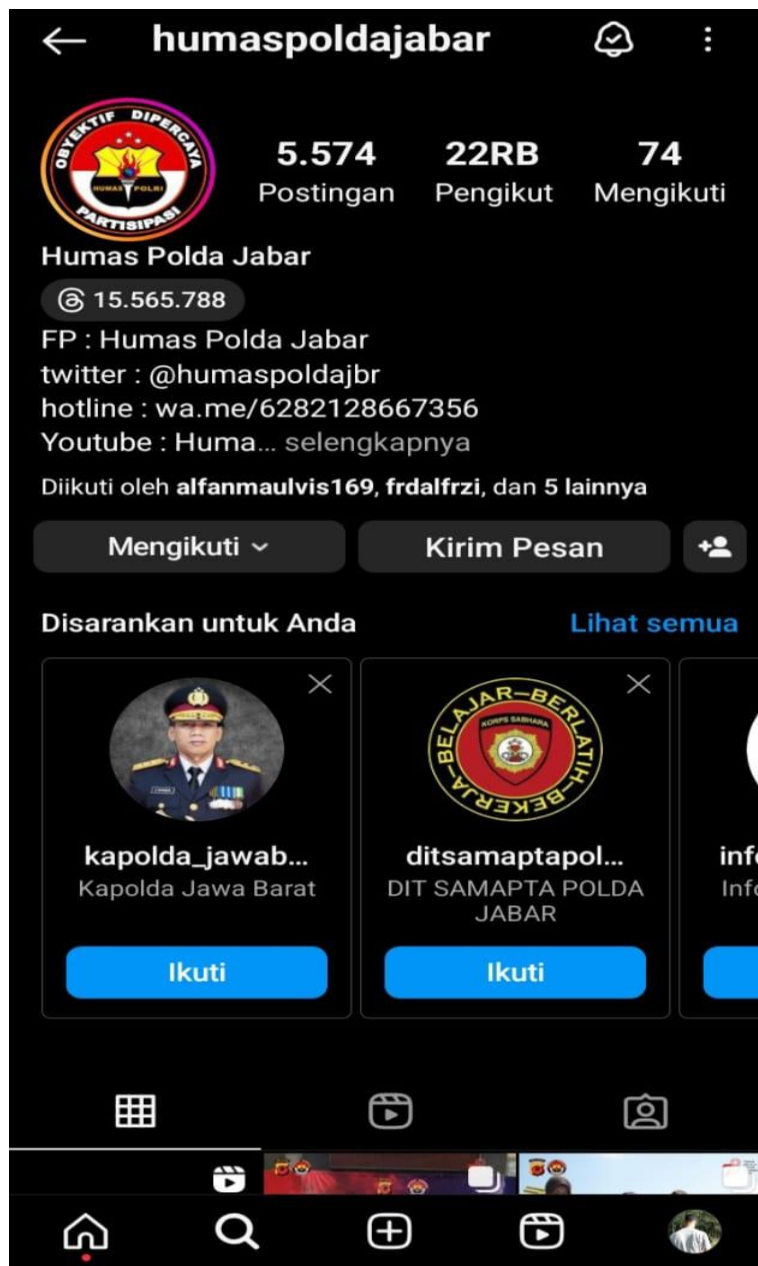 humaspoldajabar
OBYEKTIF DIPERCAYA
PARTISIPASI
HUMAS POLRI
5.574 22RB 74
Postingan Pengikut Mengikuti
Humas Polda Jabar
15.565.788
FP : Humas Polda Jabar
twitter : @humaspoldajbr
hotline : wa.me/6282128667356
Youtube : Huma... selengkapnya
Diikuti oleh alfanmaulvis169, frdalfrzi, dan 5 lainnya
Mengikuti
Kirim Pesan
Disarankan untuk Anda
Lihat semua
kapolda_jawab...
Kapolda Jawa Barat
Ikuti
BELAJAR-BERLATIH-BEKERJA
KORPS SABHARA
ditsamaptapol...
DIT SAMAPTA POLDA
JABAR
Ikuti